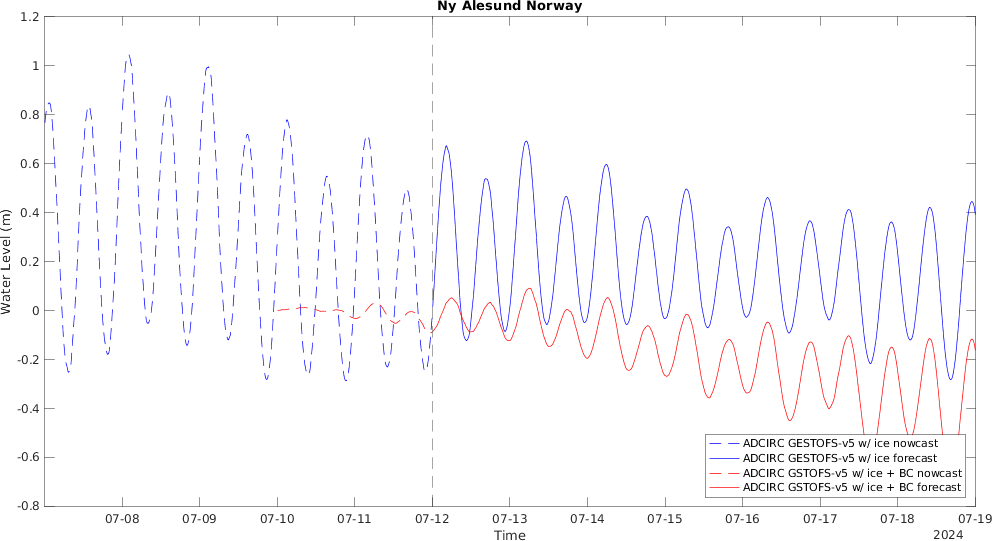 Ny Alesund Norway
Water Level (m)
1.2
1
0.8
0.6
0.4
0.2
0
-0.2
-0.4
-0.6
-0.8
ADCIRC GESTOFS-v5 w/ ice nowcast
ADCIRC GESTOFS-v5 w/ ice forecast
ADCIRC GSTOFS-v5 w/ ice + BC nowcast
ADCIRC GSTOFS-v5 w/ ice + BC forecast
07-08 07-09 07-10 07-11 07-12 07-13 07-14 07-15 07-16 07-17 07-18 07-19
Time
2024